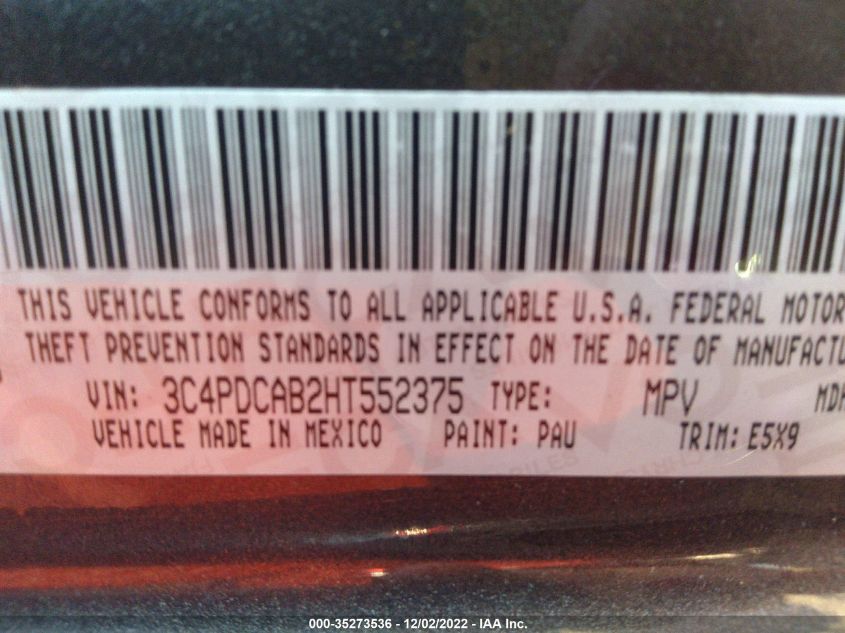 THIS VEHICLE CONFORMS TO ALL APPLICABLE U.S.A. FEDERAL MOTOR
THEFT PREVENTION STANDARDS IN EFFECT ON THE DATE OF MANUFACTU
VIN: 3C4PDCAB2HT552375 TYPE: MPV MDH
VEHICLE MADE IN MEXICO PAINT: PAU TRIM: E5X9
000-35273536 - 12/02/2022 - IAA Inc.